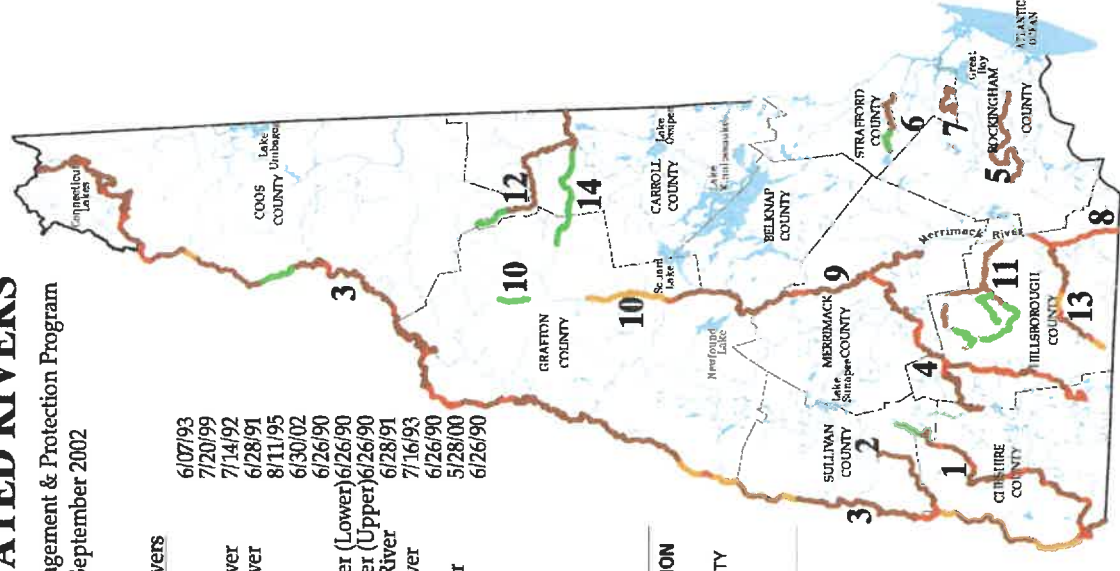 ATED RIVERS
agement & Protection Program
eptember 2002
vers
6/07/93
7/20/99
ver 7/14/92
ver 6/28/91
8/11/95
6/30/02
6/26/90
er (Lower) 6/26/90
er (Upper) 6/26/90
River 6/28/91
ver 7/16/93
6/26/90
r 5/28/00
6/26/90
ION
TY
Connecticut
Lakes
Lake
Umbagog
COOS
COUNTY
3
12
14
10
10
GRAFTON
COUNTY
Squam
Lake
CARROLL
COUNTY
Lake
Ossipee
Lake
Winnipesaukee
Newfound
Lake
BELKNAP
COUNTY
STRAFFORD
COUNTY
6
7
Great
Bay
ATLANTIC
OCEAN
ROCKINGHAM
COUNTY
5
Merrimack River
8
9
MERRIMACK
COUNTY
Lake
Sunapee
4
11
HILLSBOROUGH
COUNTY
13
SULLIVAN
COUNTY
2
3
1
CHESHIRE
COUNTY